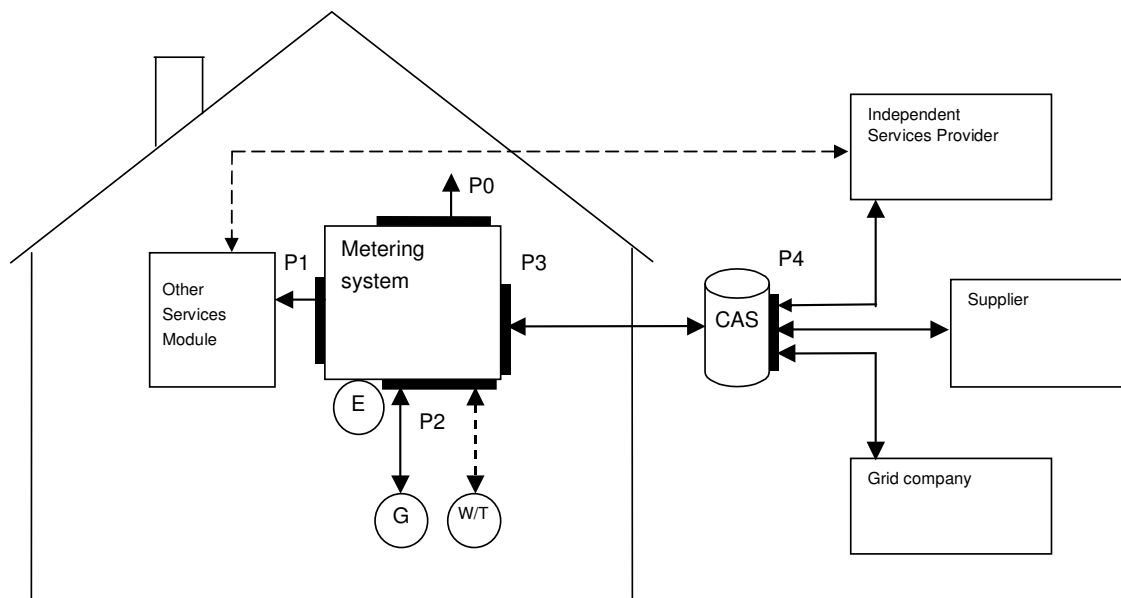 Independent
Services Provider
P0
Metering
system
P1
P3
P4
Other
Services
Module
CAS
Supplier
E
P2
G
W/T
Grid company